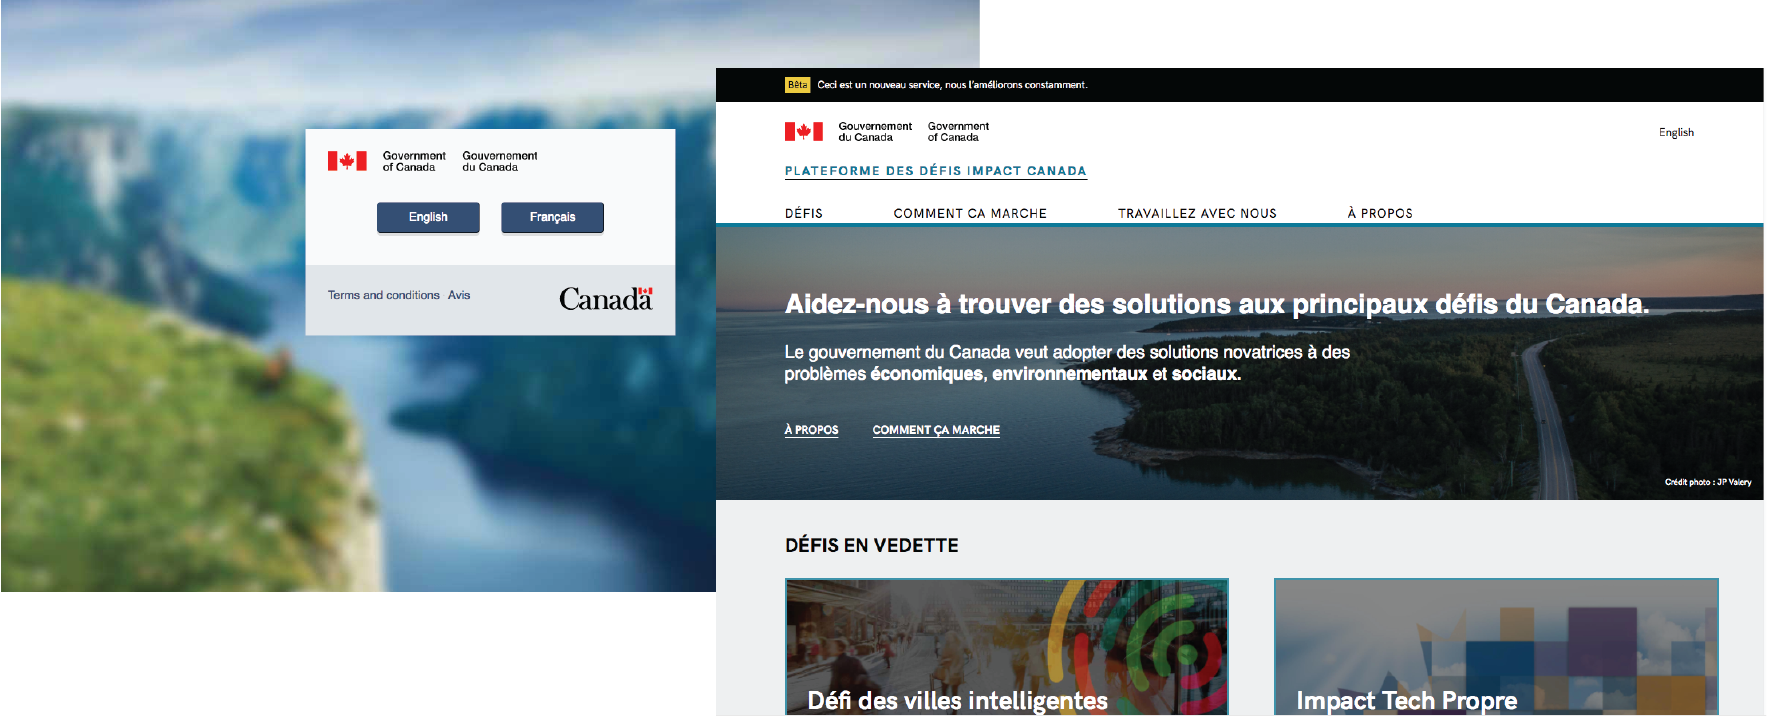 Government
of Canada
Gouvernement
du Canada
English
Français
Terms and conditions Avis
Canada
Bêta Ceci est un nouveau service, nous l'améliorons constamment.
Gouvernement
du Canada
Government
of Canada
English
PLATEFORME DES DÉFIS IMPACT CANADA
DÉFIS COMMENT CA MARCHE TRAVAILLEZ AVEC NOUS À PROPOS
Aidez-nous à trouver des solutions aux principaux défis du Canada.
Le gouvernement du Canada veut adopter des solutions novatrices à des
problèmes économiques, environnementaux et sociaux.
À PROPOS COMMENT ÇA MARCHE
Crédit photo : JP Valery
DÉFIS EN VEDETTE
Défi des villes intelligentes
Impact Tech Propre